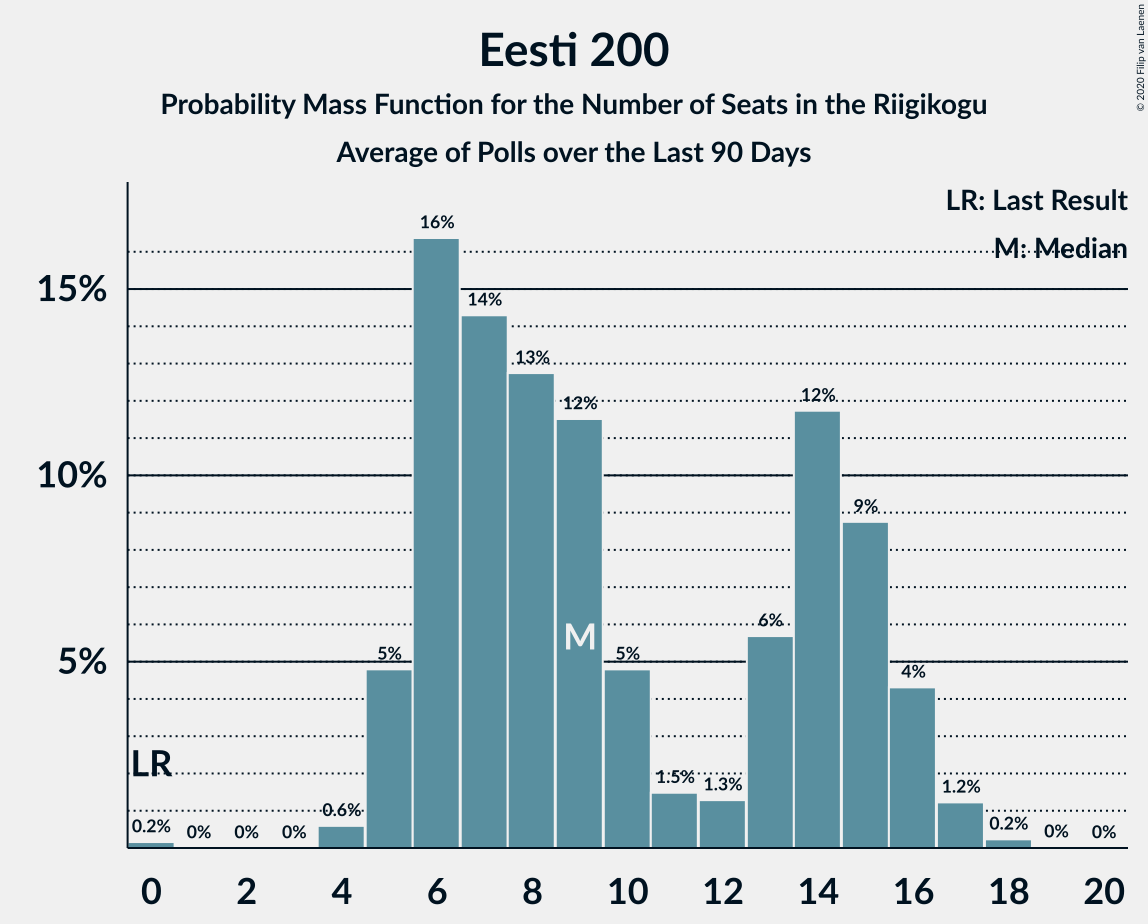 Eesti 200
Probability Mass Function for the Number of Seats in the Riigikogu
Average of Polls over the Last 90 Days
© 2020 Filip van Laenen
LR: Last Result
M: Median
15%
10%
5%
LR
M
0.2%
0%
0%
0%
0.6%
5%
16%
14%
13%
12%
5%
1.5%
1.3%
6%
12%
9%
4%
1.2%
0.2%
0%
0%
0 2 4 6 8 10 12 14 16 18 20